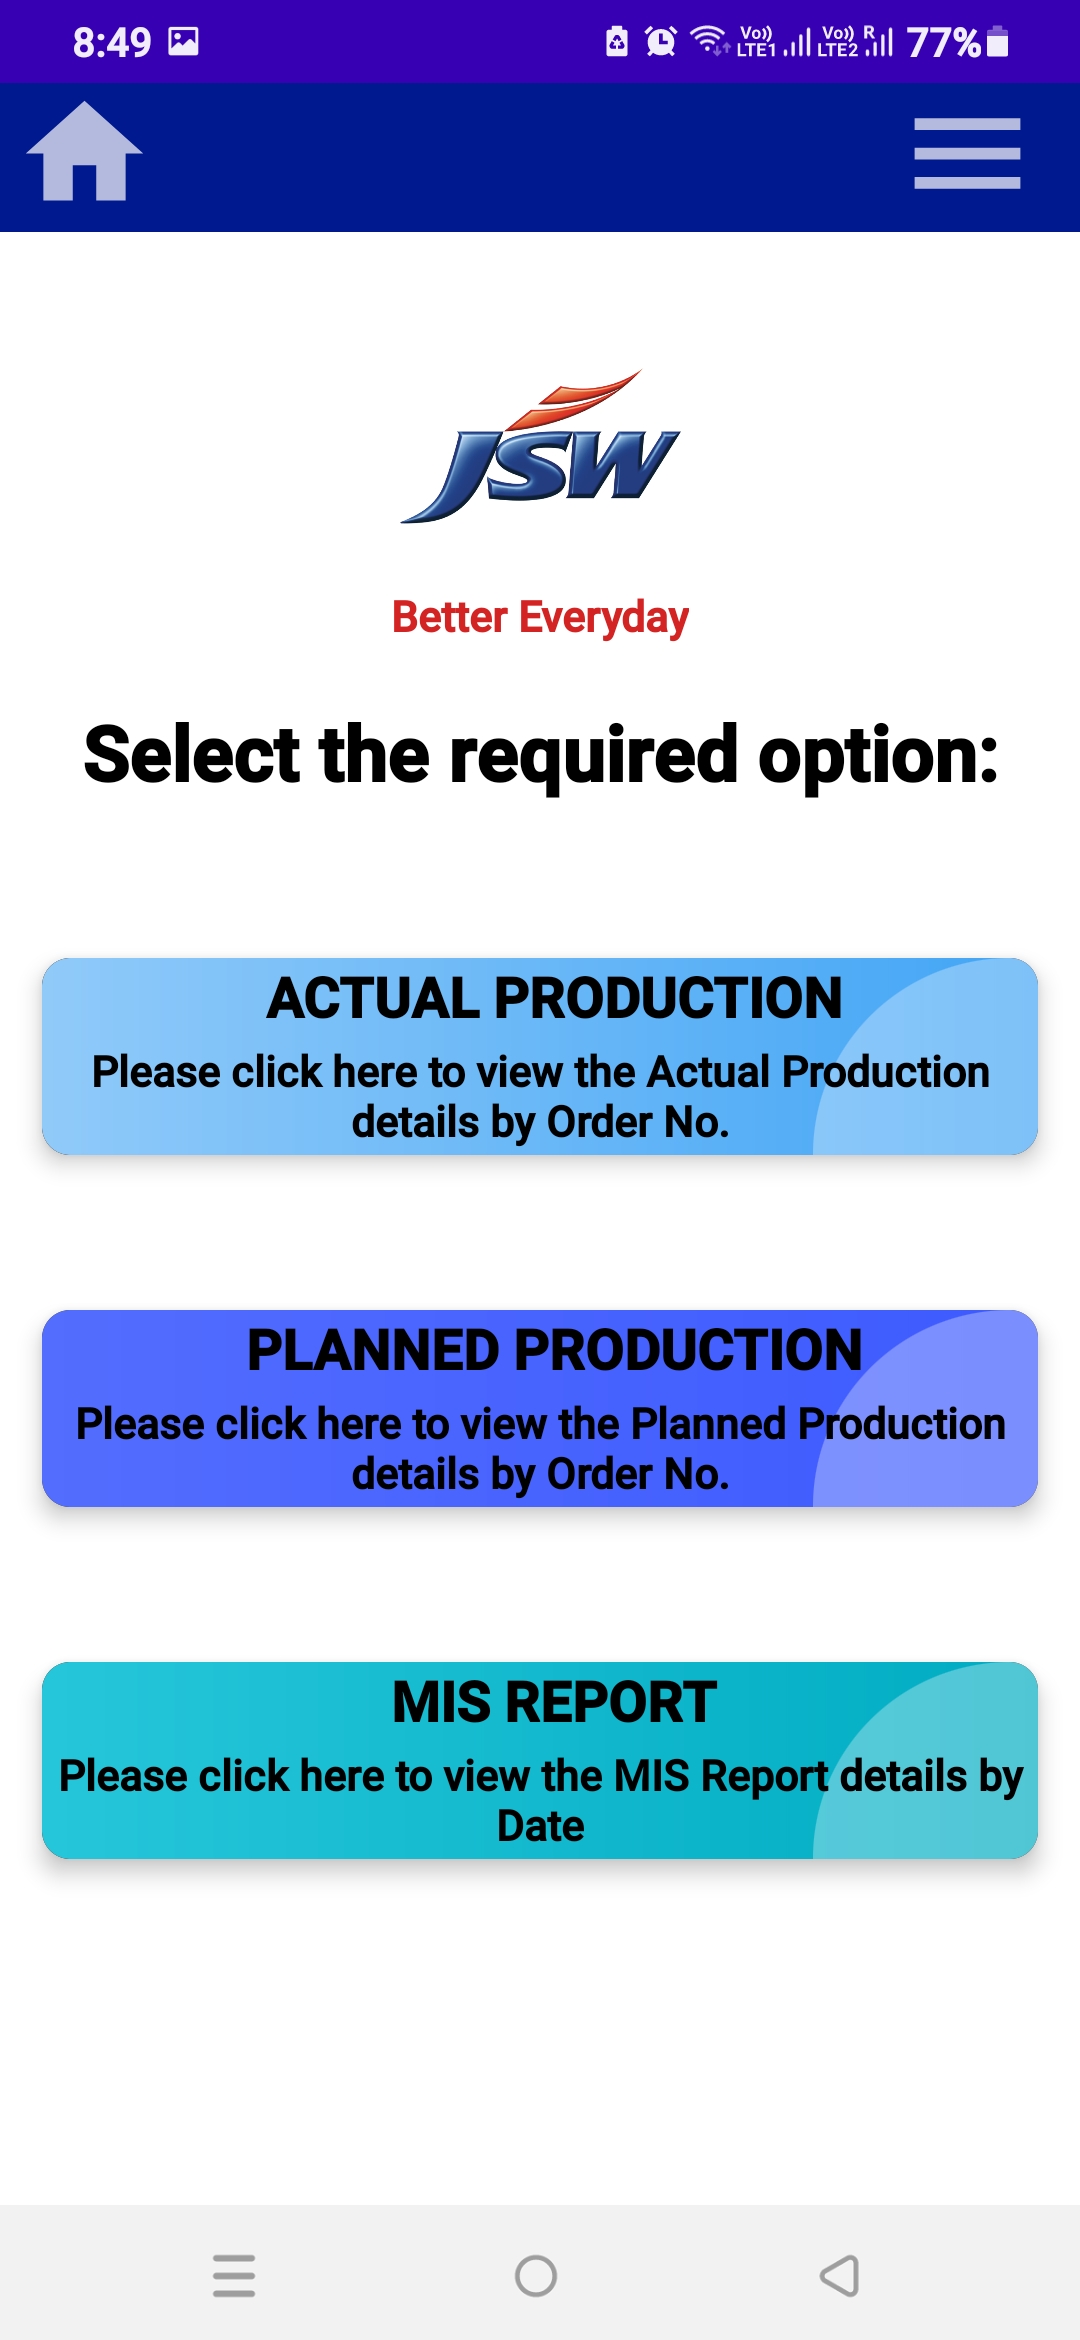 8:49 Vo)) LTE1 Vo)) LTE2 R 77%
JSW
Better Everyday
Select the required option:
ACTUAL PRODUCTION
Please click here to view the Actual Production
details by Order No.
PLANNED PRODUCTION
Please click here to view the Planned Production
details by Order No.
MIS REPORT
Please click here to view the MIS Report details by
Date